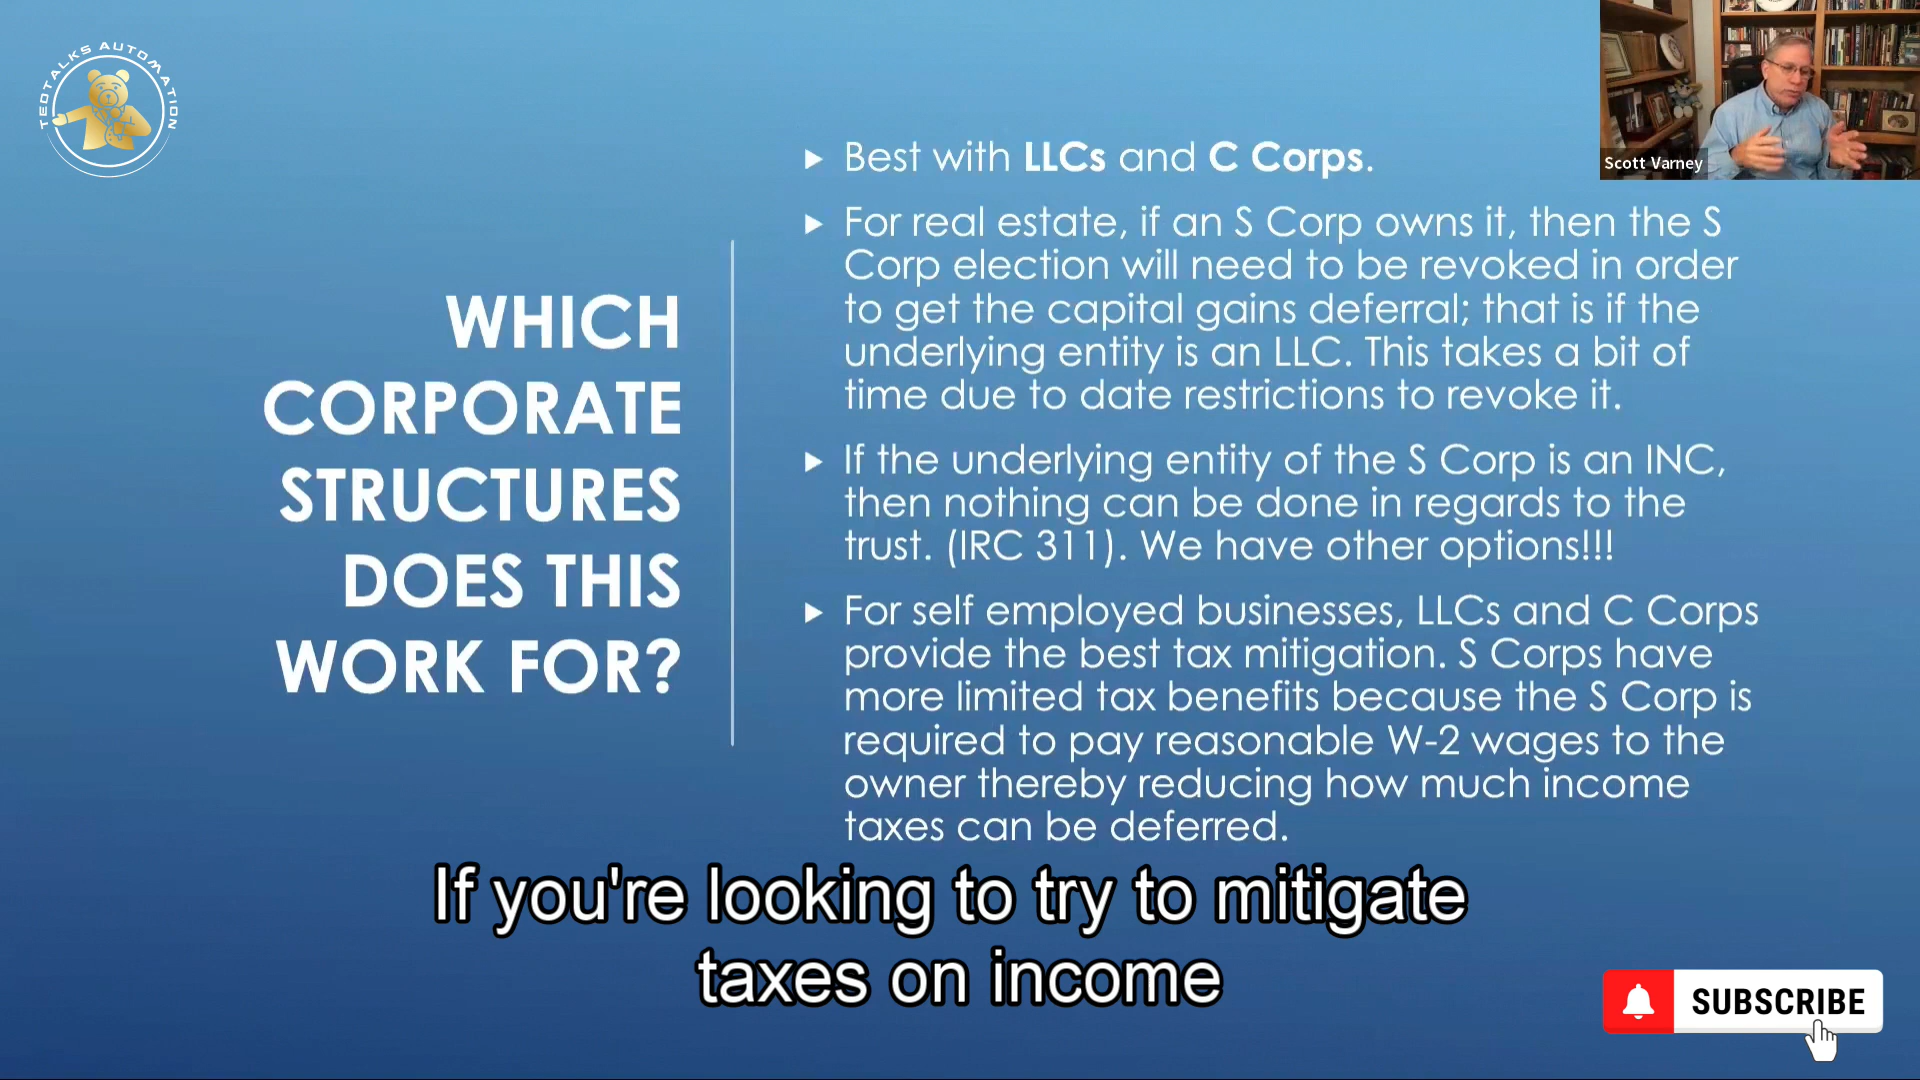 TEDTALKS AUTOMATION
Scott Varney
WHICH
CORPORATE
STRUCTURES
DOES THIS
WORK FOR?
Best with LLCs and C Corps.
For real estate, if an S Corp owns it, then the S
Corp election will need to be revoked in order
to get the capital gains deferral; that is if the
underlying entity is an LLC. This takes a bit of
time due to date restrictions to revoke it.
If the underlying entity of the S Corp is an INC,
then nothing can be done in regards to the
trust. (IRC 311). We have other options!!!
For self employed businesses, LLCs and C Corps
provide the best tax mitigation. S Corps have
more limited tax benefits because the S Corp is
required to pay reasonable W-2 wages to the
owner thereby reducing how much income
taxes can be deferred.
If you're looking to try to mitigate
taxes on income
SUBSCRIBE